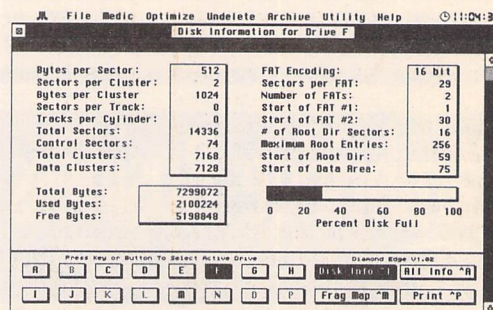 File Medic Optimize Undelete Archive Utility Help 11:04:3
Disk Information for Drive F
Bytes per Sector: 512
Sectors per Cluster: 2
Bytes per Cluster 1024
Sectors per Track: 0
Tracks per Cylinder: 0
Total Sectors: 14336
Control Sectors: 74
Total Clusters: 7168
Data Clusters: 7128
Total Bytes: 7299072
Used Bytes: 2100224
Free Bytes: 5198848
FAT Encoding: 16 bit
Sectors per FAT: 29
Number of FATs: 2
Start of FAT #1: 1
Start of FAT #2: 30
# of Root Dir Sectors: 16
Maximum Root Entries: 256
Start of Root Dir: 59
Start of Data Area: 75
0 20 40 60 80 100
Percent Disk Full
Press Key or Button To Select Active Drive
Diamond Edge V1.02
A B C D E F G H
Disk Info ^I All Info ^A
I J K L M N O P
Frag Map ^M Print ^P